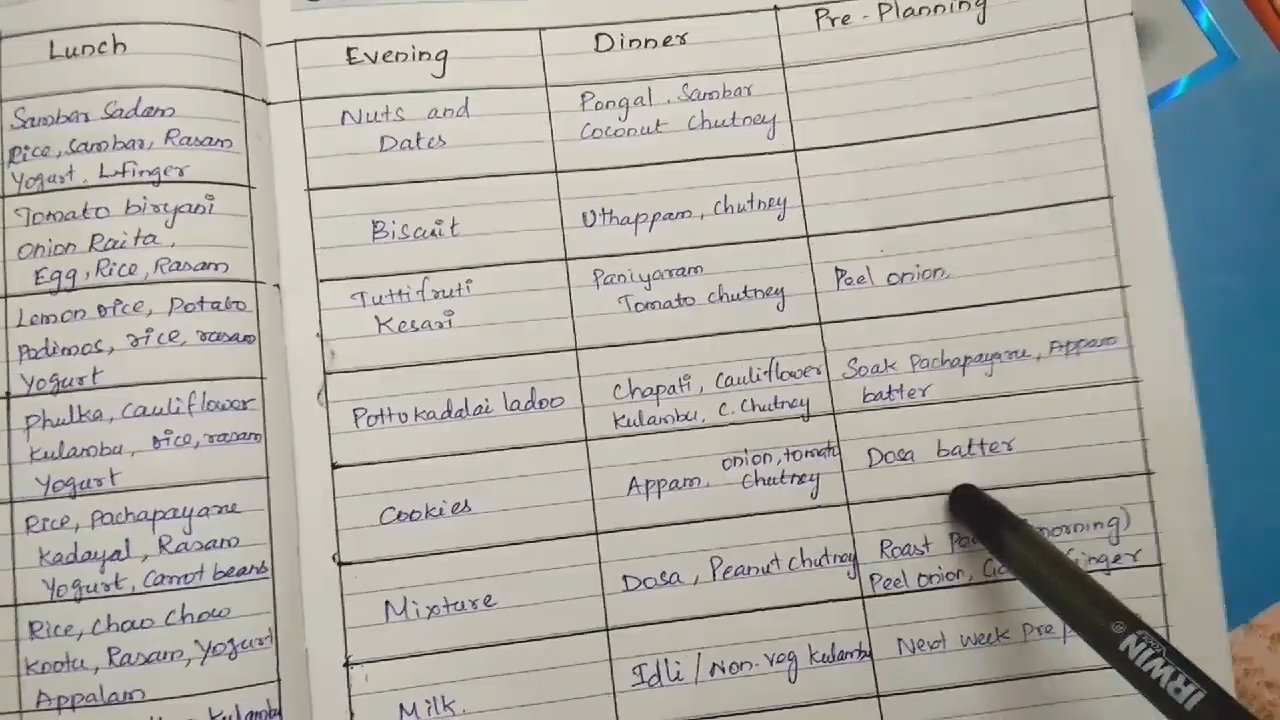 Lunch
Evening
Dinner
Pre-Planning
Sambar Sadam
Rice, Sambar, Rasam
Yogurt. L.finger
Nuts and
Dates
Pongal. Sambar
Coconut Chutney
Tomato biryani
Onion Raita,
Egg, Rice, Rasam
Biscuit
Uthappam, Chutney
Lemon rice, Potato
Podimas, rice, rasam
Yogurt
Tuttifruti
Kesari
Paniyaram
Tomato chutney
Peel onion.
Phulka, Cauliflower
Kulambu, rice, rasam
Yogurt
Pottokadalai ladoo
Chapati, Cauliflower
Kulambu, C. Chutney
Soak Pachapayaru, Appam
batter
Rice, Pachapayaru
Kadayal, Rasam
Yogurt, Carrot beans
Cookies
Appam. onion, tomato
Chutney
Dosa batter
Rice, Chow Chow
Kootu, Rasam, Yogurt
Appalam
Mixture
Dosa, Peanut chutney
Roast morning)
Peel onion, Ginger
Kulambu
Milk.
Idli / Non-veg kulambu
Next week Pre
IRWIN